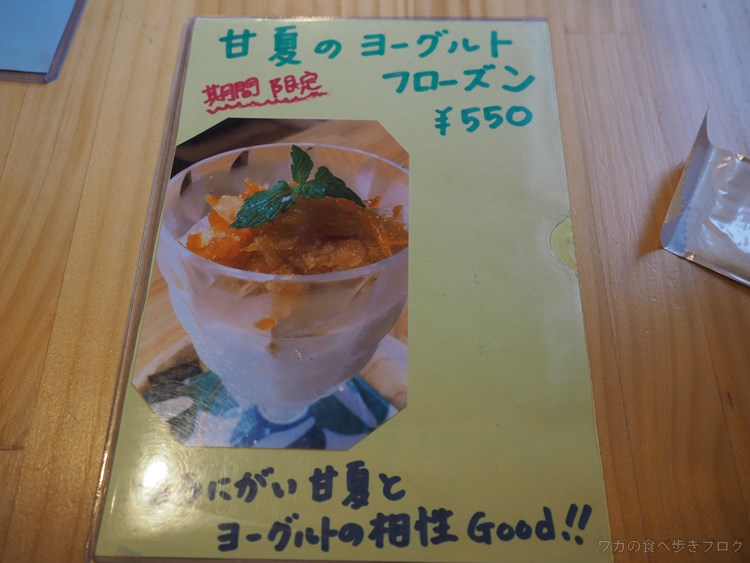 甘夏のヨーグルト
期間限定
フローズン
¥550
にがい甘夏と
ヨーグルトの相性Good!!
ワカの食べ歩きブログ